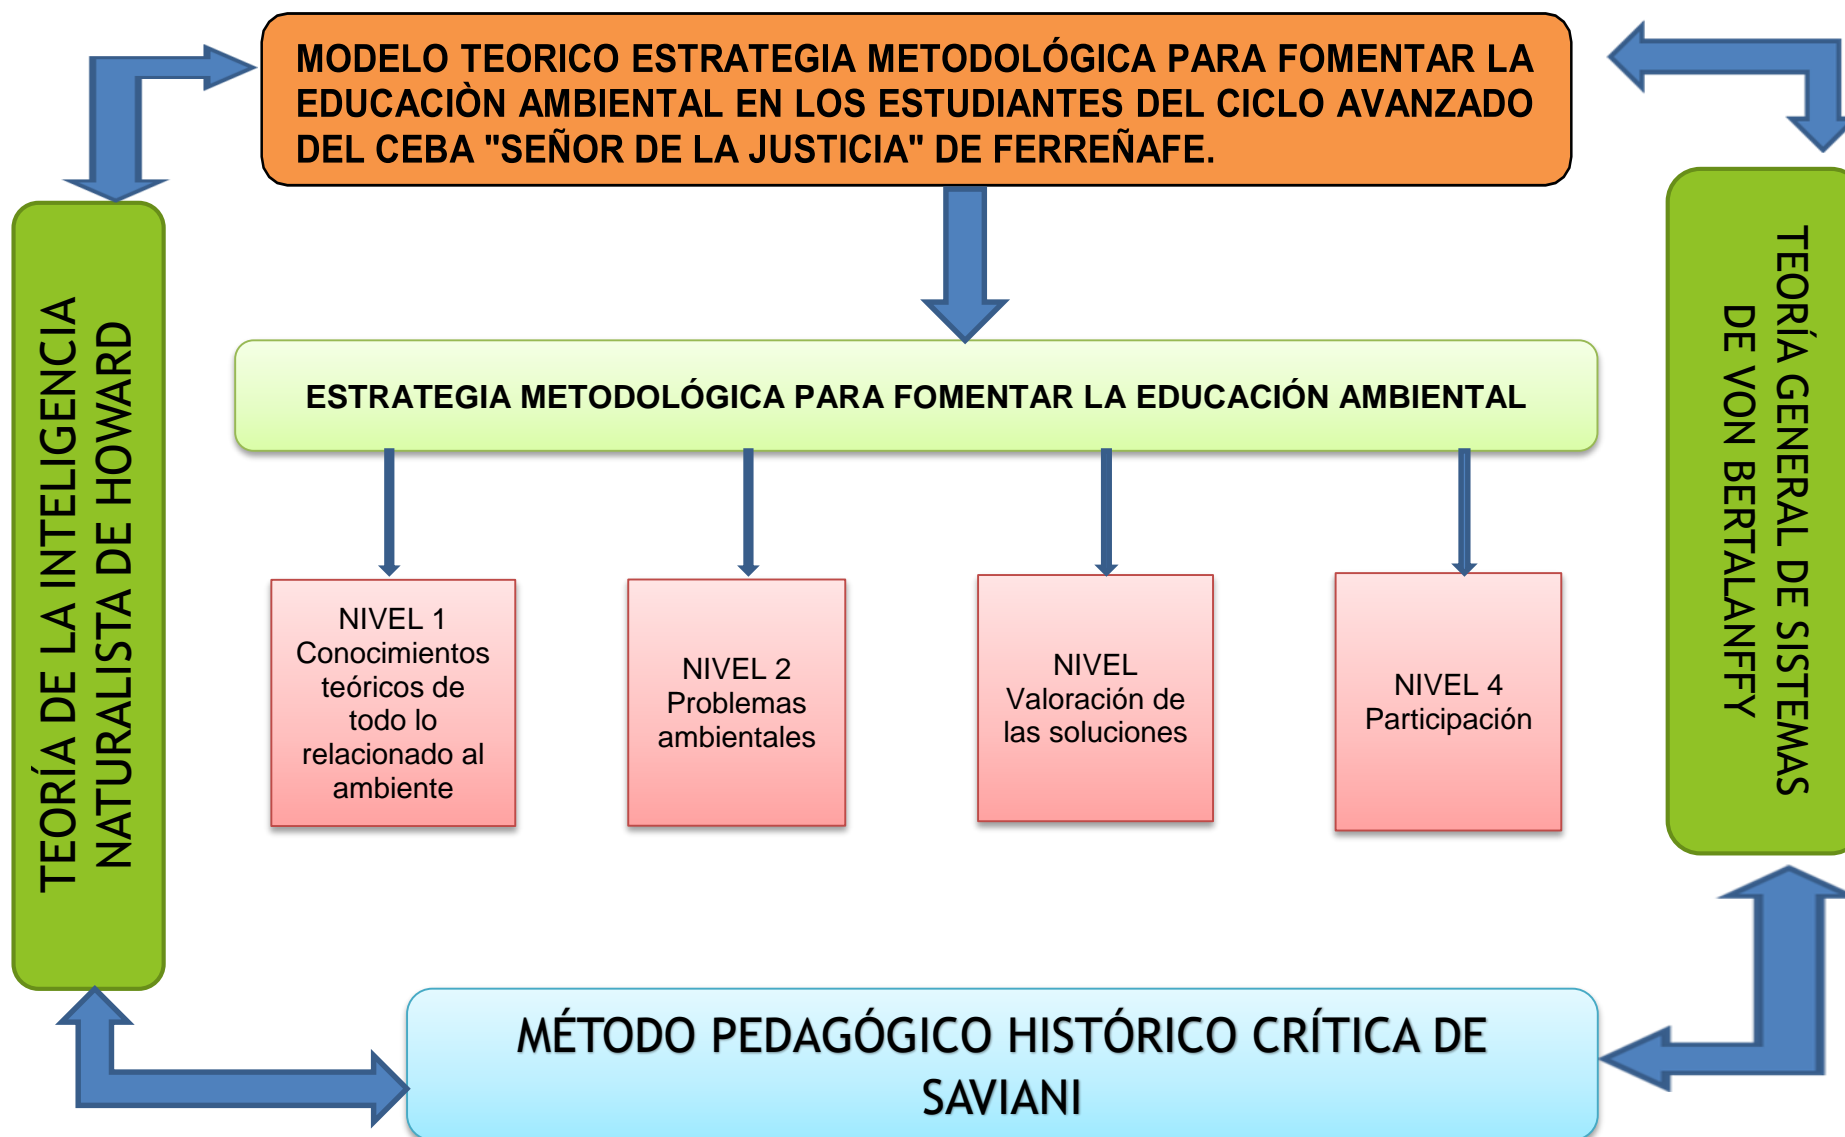 MODELO TEORICO ESTRATEGIA METODOLÓGICA PARA FOMENTAR LA
EDUCACIÒN AMBIENTAL EN LOS ESTUDIANTES DEL CICLO AVANZADO
DEL CEBA "SEÑOR DE LA JUSTICIA" DE FERREÑAFE.
TEORÍA DE LA INTELIGENCIA
NATURALISTA DE HOWARD
ESTRATEGIA METODOLÓGICA PARA FOMENTAR LA EDUCACIÓN AMBIENTAL
NIVEL 1
Conocimientos
teóricos de
todo lo
relacionado al
ambiente
NIVEL 2
Problemas
ambientales
NIVEL
Valoración de
las soluciones
NIVEL 4
Participación
TEORÍA GENERAL DE SISTEMAS
DE VON BERTALANFFY
MÉTODO PEDAGÓGICO HISTÓRICO CRÍTICA DE
SAVIANI